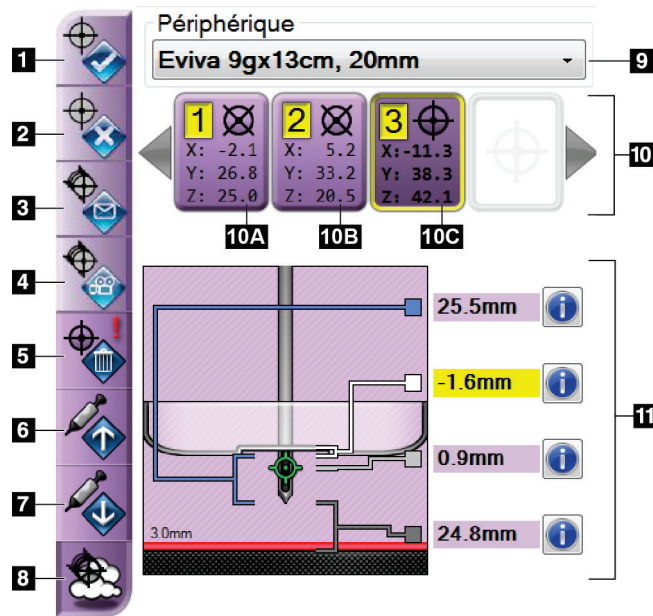 Périphérique
1
Eviva 9gx13cm, 20mm
9
2
1
X: -2.1
Y: 26.8
Z: 25.0
2
X: 5.2
Y: 33.2
Z: 20.5
3
X:-11.3
Y: 38.3
Z: 42.1
10
3
10A
10B
10C
4
25.5mm
5
!
-1.6mm
11
6
0.9mm
7
3.0mm
24.8mm
8